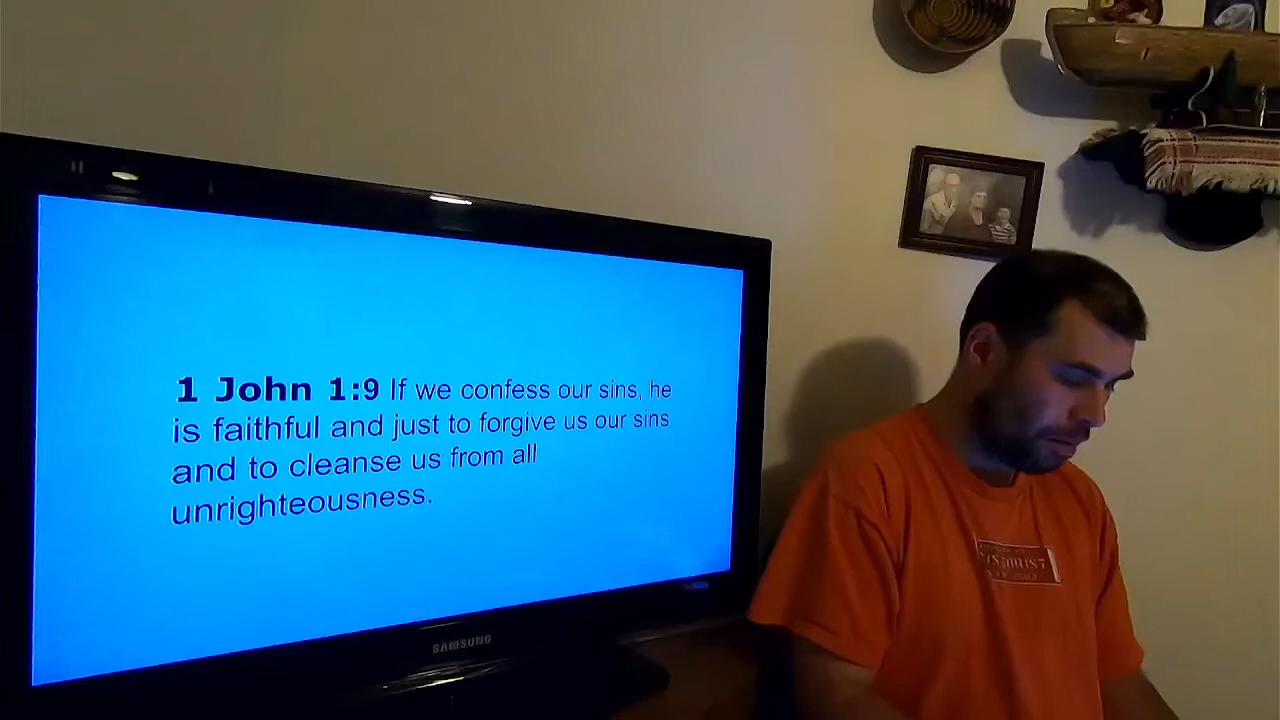 1 John 1:9 If we confess our sins, he
is faithful and just to forgive us our sins
and to cleanse us from all
unrighteousness.
SAMSUNG